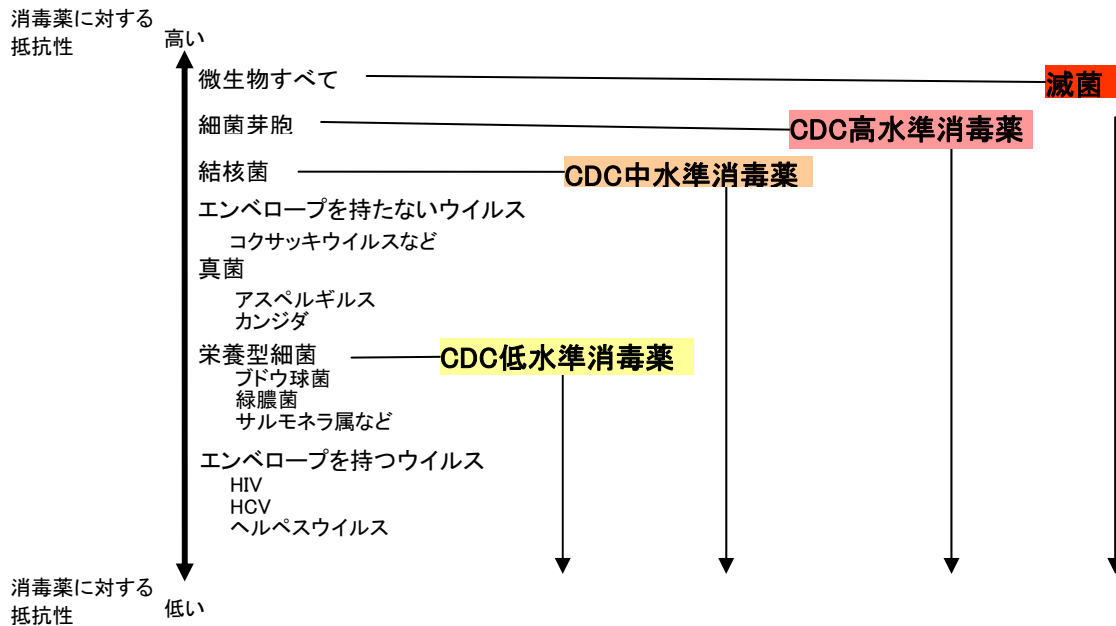 消毒薬に対する
抵抗性
高い
微生物すべて
滅菌
細菌芽胞
CDC高水準消毒薬
結核菌
CDC中水準消毒薬
エンベロープを持たないウイルス
コクサッキウイルスなど
真菌
アスペルギルス
カンジダ
栄養型細菌
CDC低水準消毒薬
ブドウ球菌
緑膿菌
サルモネラ属など
エンベロープを持つウイルス
HIV
HCV
ヘルペスウイルス
消毒薬に対する
抵抗性
低い